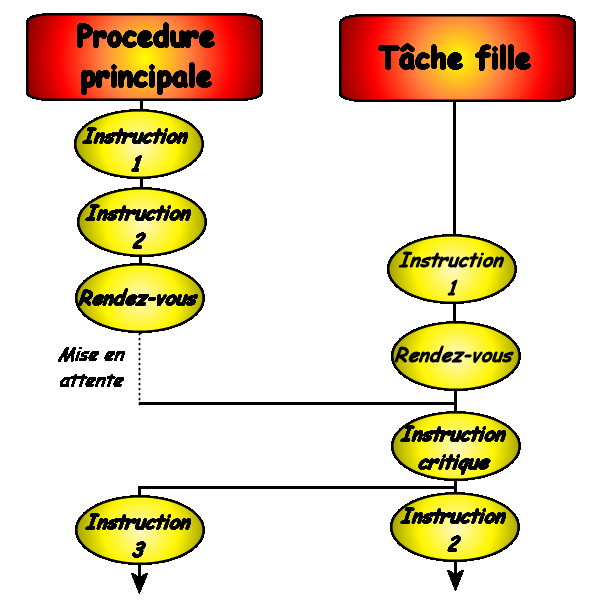 Procedure
principale
Instruction
1
Instruction
2
Rendez-vous
Mise en
attente
Instruction
3
Tâche fille
Instruction
1
Rendez-vous
Instruction
critique
Instruction
2